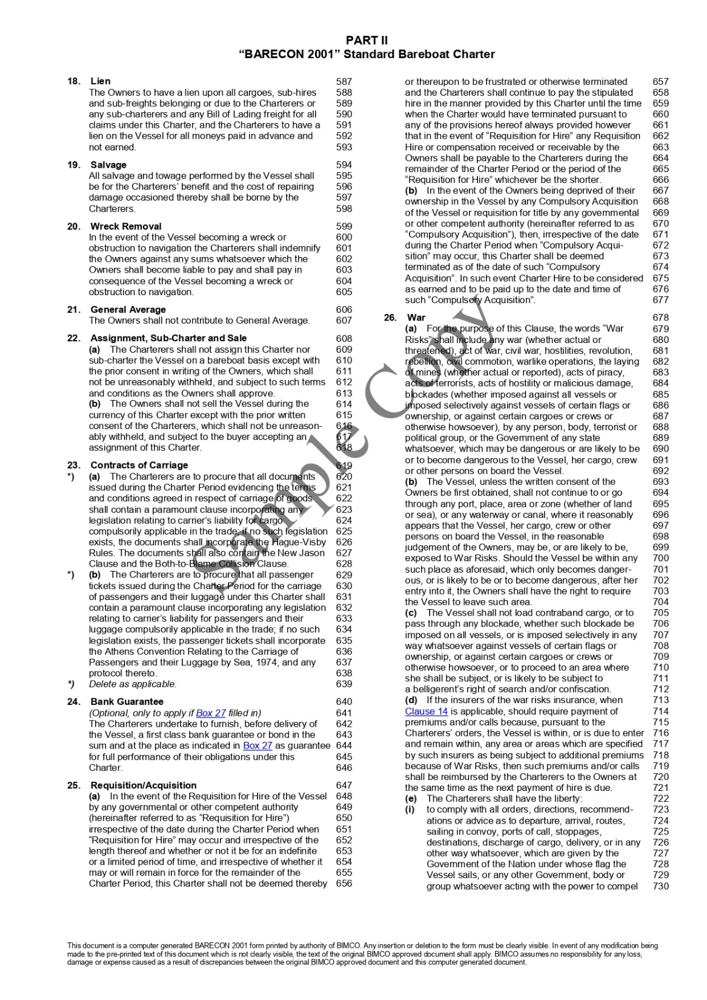 PART II
“BARECON 2001” Standard Bareboat Charter
18. Lien 587
The Owners to have a lien upon all cargoes, sub-hires 588
and sub-freights belonging or due to the Charterers or 589
any sub-charterers and any Bill of Lading freight for all 590
claims under this Charter, and the Charterers to have a 591
lien on the Vessel for all moneys paid in advance and 592
not earned. 593
19. Salvage 594
All salvage and towage performed by the Vessel shall 595
be for the Charterers’ benefit and the cost of repairing 596
damage occasioned thereby shall be borne by the 597
Charterers. 598
20. Wreck Removal 599
In the event of the Vessel becoming a wreck or 600
obstruction to navigation the Charterers shall indemnify 601
the Owners against any sums whatsoever which the 602
Owners shall become liable to pay and shall pay in 603
consequence of the Vessel becoming a wreck or 604
obstruction to navigation. 605
21. General Average 606
The Owners shall not contribute to General Average. 607
22. Assignment, Sub-Charter and Sale 608
(a) The Charterers shall not assign this Charter nor 609
sub-charter the Vessel on a bareboat basis except with 610
the prior consent in writing of the Owners, which shall 611
not be unreasonably withheld, and subject to such terms 612
and conditions as the Owners shall approve. 613
(b) The Owners shall not sell the Vessel during the 614
currency of this Charter except with the prior written 615
consent of the Charterers, which shall not be unreason- 616
ably withheld, and subject to the buyer accepting an 617
assignment of this Charter. 618
23. Contracts of Carriage 619
*) (a) The Charterers are to procure that all documents 620
issued during the Charter Period evidencing the terms 621
and conditions agreed in respect of carriage of goods 622
shall contain a paramount clause incorporating any 623
legislation relating to carrier’s liability for cargo 624
compulsorily applicable in the trade; if no such legislation 625
exists, the documents shall incorporate the Hague-Visby 626
Rules. The documents shall also contain the New Jason 627
Clause and the Both-to-Blame Collision Clause. 628
*) (b) The Charterers are to procure that all passenger 629
tickets issued during the Charter Period for the carriage 630
of passengers and their luggage under this Charter shall 631
contain a paramount clause incorporating any legislation 632
relating to carrier’s liability for passengers and their 633
luggage compulsorily applicable in the trade; if no such 634
legislation exists, the passenger tickets shall incorporate 635
the Athens Convention Relating to the Carriage of 636
Passengers and their Luggage by Sea, 1974, and any 637
protocol thereto. 638
*) Delete as applicable. 639
24. Bank Guarantee 640
(Optional, only to apply if Box 27 filled in) 641
The Charterers undertake to furnish, before delivery of 642
the Vessel, a first class bank guarantee or bond in the 643
sum and at the place as indicated in Box 27 as guarantee 644
for full performance of their obligations under this 645
Charter. 646
25. Requisition/Acquisition 647
(a) In the event of the Requisition for Hire of the Vessel 648
by any governmental or other competent authority 649
(hereinafter referred to as “Requisition for Hire”) 650
irrespective of the date during the Charter Period when 651
“Requisition for Hire” may occur and irrespective of the 652
length thereof and whether or not it be for an indefinite 653
or a limited period of time, and irrespective of whether it 654
may or will remain in force for the remainder of the 655
Charter Period, this Charter shall not be deemed thereby 656
or thereupon to be frustrated or otherwise terminated 657
and the Charterers shall continue to pay the stipulated 658
hire in the manner provided by this Charter until the time 659
when the Charter would have terminated pursuant to 660
any of the provisions hereof always provided however 661
that in the event of “Requisition for Hire” any Requisition 662
Hire or compensation received or receivable by the 663
Owners shall be payable to the Charterers during the 664
remainder of the Charter Period or the period of the 665
“Requisition for Hire” whichever be the shorter. 666
(b) In the event of the Owners being deprived of their 667
ownership in the Vessel by any Compulsory Acquisition 668
of the Vessel or requisition for title by any governmental 669
or other competent authority (hereinafter referred to as 670
“Compulsory Acquisition”), then, irrespective of the date 671
during the Charter Period when “Compulsory Acqui- 672
sition” may occur, this Charter shall be deemed 673
terminated as of the date of such “Compulsory 674
Acquisition”. In such event Charter Hire to be considered 675
as earned and to be paid up to the date and time of 676
such “Compulsory Acquisition”. 677
26. War 678
(a) For the purpose of this Clause, the words “War 679
Risks” shall include any war (whether actual or 680
threatened), act of war, civil war, hostilities, revolution, 681
rebellion, civil commotion, warlike operations, the laying 682
of mines (whether actual or reported), acts of piracy, 683
acts of terrorists, acts of hostility or malicious damage, 684
blockades (whether imposed against all vessels or 685
imposed selectively against vessels of certain flags or 686
ownership, or against certain cargoes or crews or 687
otherwise howsoever), by any person, body, terrorist or 688
political group, or the Government of any state 689
whatsoever, which may be dangerous or are likely to be 690
or to become dangerous to the Vessel, her cargo, crew 691
or other persons on board the Vessel. 692
(b) The Vessel, unless the written consent of the 693
Owners be first obtained, shall not continue to or go 694
through any port, place, area or zone (whether of land 695
or sea), or any waterway or canal, where it reasonably 696
appears that the Vessel, her cargo, crew or other 697
persons on board the Vessel, in the reasonable 698
judgement of the Owners, may be, or are likely to be, 699
exposed to War Risks. Should the Vessel be within any 700
such place as aforesaid, which only becomes danger- 701
ous, or is likely to be or to become dangerous, after her 702
entry into it, the Owners shall have the right to require 703
the Vessel to leave such area. 704
(c) The Vessel shall not load contraband cargo, or to 705
pass through any blockade, whether such blockade be 706
imposed on all vessels, or is imposed selectively in any 707
way whatsoever against vessels of certain flags or 708
ownership, or against certain cargoes or crews or 709
otherwise howsoever, or to proceed to an area where 710
she shall be subject, or is likely to be subject to 711
a belligerent’s right of search and/or confiscation. 712
(d) If the insurers of the war risks insurance, when 713
Clause 14 is applicable, should require payment of 714
premiums and/or calls because, pursuant to the 715
Charterers’ orders, the Vessel is within, or is due to enter 716
and remain within, any area or areas which are specified 717
by such insurers as being subject to additional premiums 718
because of War Risks, then such premiums and/or calls 719
shall be reimbursed by the Charterers to the Owners at 720
the same time as the next payment of hire is due. 721
(e) The Charterers shall have the liberty: 722
(i) to comply with all orders, directions, recommend- 723
ations or advice as to departure, arrival, routes, 724
sailing in convoy, ports of call, stoppages, 725
destinations, discharge of cargo, delivery, or in any 726
other way whatsoever, which are given by the 727
Government of the Nation under whose flag the 728
Vessel sails, or any other Government, body or 729
group whatsoever acting with the power to compel 730
Sample Copy
This document is a computer generated BARECON 2001 form printed by authority of BIMCO. Any insertion or deletion to the form must be clearly visible. In event of any modification being
made to the pre-printed text of this document which is not clearly visible, the text of the original BIMCO approved document shall apply. BIMCO assumes no responsibility for any loss,
damage or expense caused as a result of discrepancies between the original BIMCO approved document and this computer generated document.